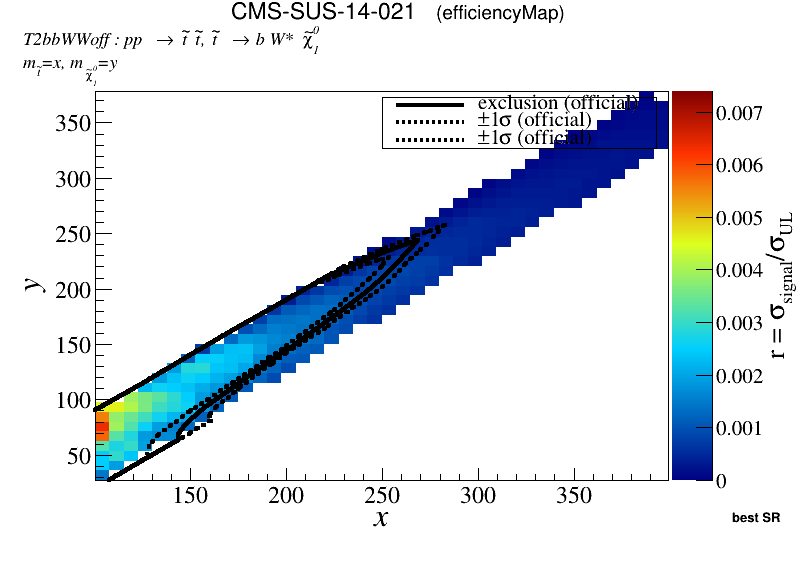 CMS-SUS-14-021 (efficiencyMap)
T2bbWWoff : pp → t̃ t̃, t̃ → b W* χ̃₁⁰
m_t̃=x, m_χ̃₁⁰=y
exclusion (official)
±1σ (official)
±1σ (official)
350
300
250
200
150
100
50
y
150
200
250
300
350
x
0.007
0.006
0.005
0.004
0.003
0.002
0.001
0
r = σ_signal/σ_UL
best SR